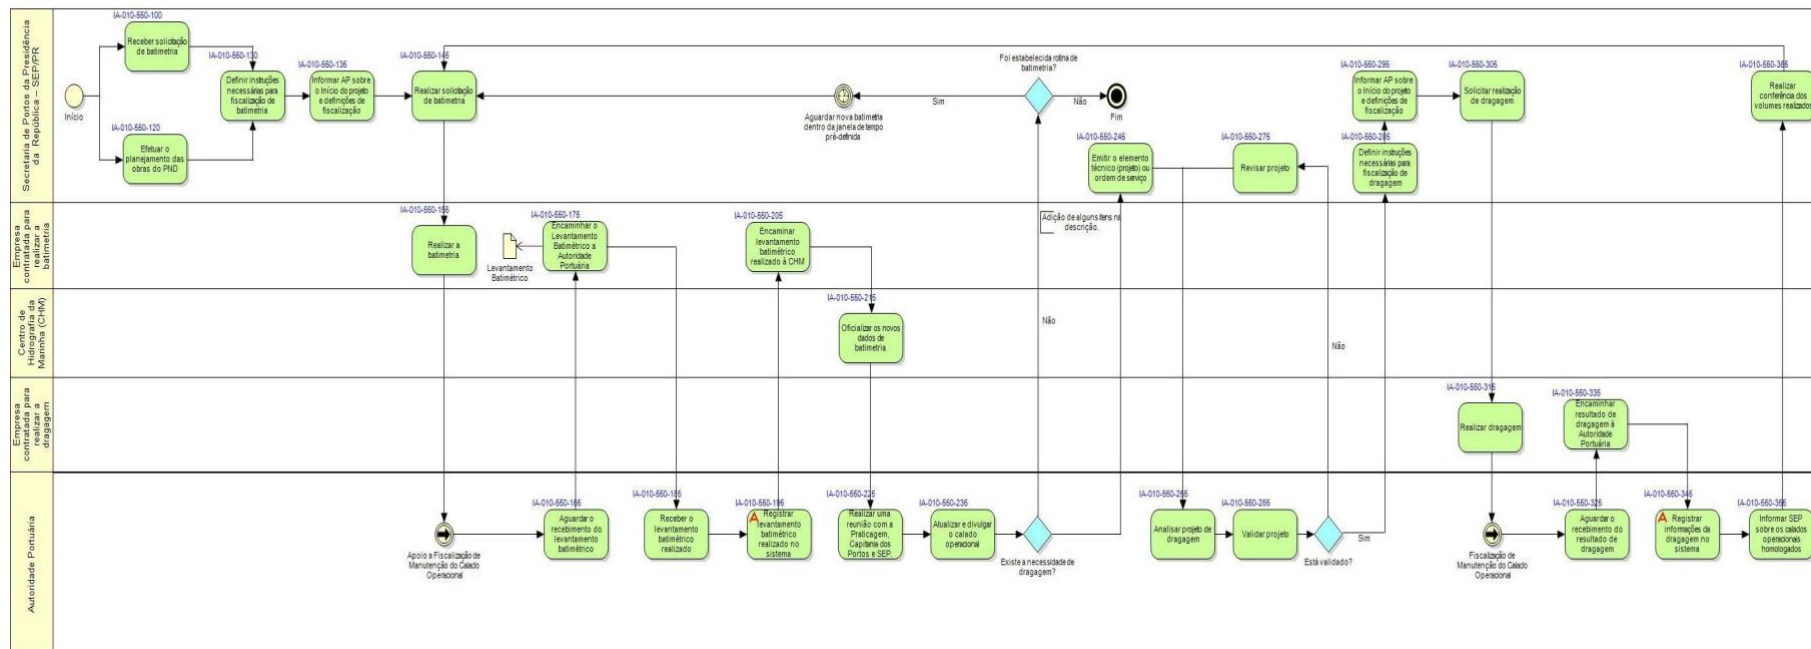 Secretaria de Portos da Presidência
da República – SEP/PR
Início
IA-010-550-100
Receber solicitação
de batimetria
IA-010-550-120
Efetuar o
planejamento das
obras do PND
IA-010-550-130
Definir instruções
necessárias para
fiscalização de
batimetria
IA-010-550-135
Informar AP sobre
o Início do projeto
e definições de
fiscalização
IA-010-550-145
Realizar solicitação
de batimetria
Aguardar nova batimetria
dentro da janela de tempo
pré-definida
Sim
Foi estabelecida rotina de
batimetria?
Não
Fim
IA-010-550-245
Emitir o elemento
técnico (projeto) ou
ordem de serviço
IA-010-550-275
Revisar projeto
IA-010-550-295
Informar AP sobre
o Início do projeto
e definições de
fiscalização
IA-010-550-285
Definir instruções
necessárias para
fiscalização de
dragagem
IA-010-550-305
Solicitar realização
de dragagem
IA-010-550-365
Realizar
conferência dos
volumes realizados
Empresa
contratada para
realizar a
batimetria
IA-010-550-155
Realizar a
batimetria
Levantamento
Batimétrico
IA-010-550-175
Encaminhar o
Levantamento
Batimétrico a
Autoridade
Portuária
IA-010-550-205
Encaminar
levantamento
batimétrico
realizado à CHM
Adição de alguns itens na
descrição.
Centro de
Hidrografia da
Marinha (CHM)
IA-010-550-215
Oficializar os novos
dados de
batimetria
Não
Não
Empresa
contratada para
realizar a
dragagem
IA-010-550-315
Realizar dragagem
IA-010-550-335
Encaminhar
resultado de
dragagem à
Autoridade
Portuária
Autoridade Portuária
Apoio a Fiscalização de
Manutenção do Calado
Operacional
IA-010-550-165
Aguardar o
recebimento do
levantamento
batimétrico
IA-010-550-185
Receber o
levantamento
batimétrico
realizado
IA-010-550-195
A
Registrar
levantamento
batimétrico
realizado no
sistema
IA-010-550-225
Realizar uma
reunião com a
Praticagem,
Capitania dos
Portos e SEP.
IA-010-550-235
Atualizar e divulgar
o calado
operacional
Existe a necessidade de
dragagem?
IA-010-550-255
Analisar projeto de
dragagem
IA-010-550-265
Validar projeto
Está validado?
Sim
Fiscalização de
Manutenção do Calado
Operacional
IA-010-550-325
Aguardar o
recebimento do
resultado de
dragagem
IA-010-550-345
A
Registrar
informações da
dragagem no
sistema
IA-010-550-355
Informar SEP
sobre os calados
operacionais
homologados